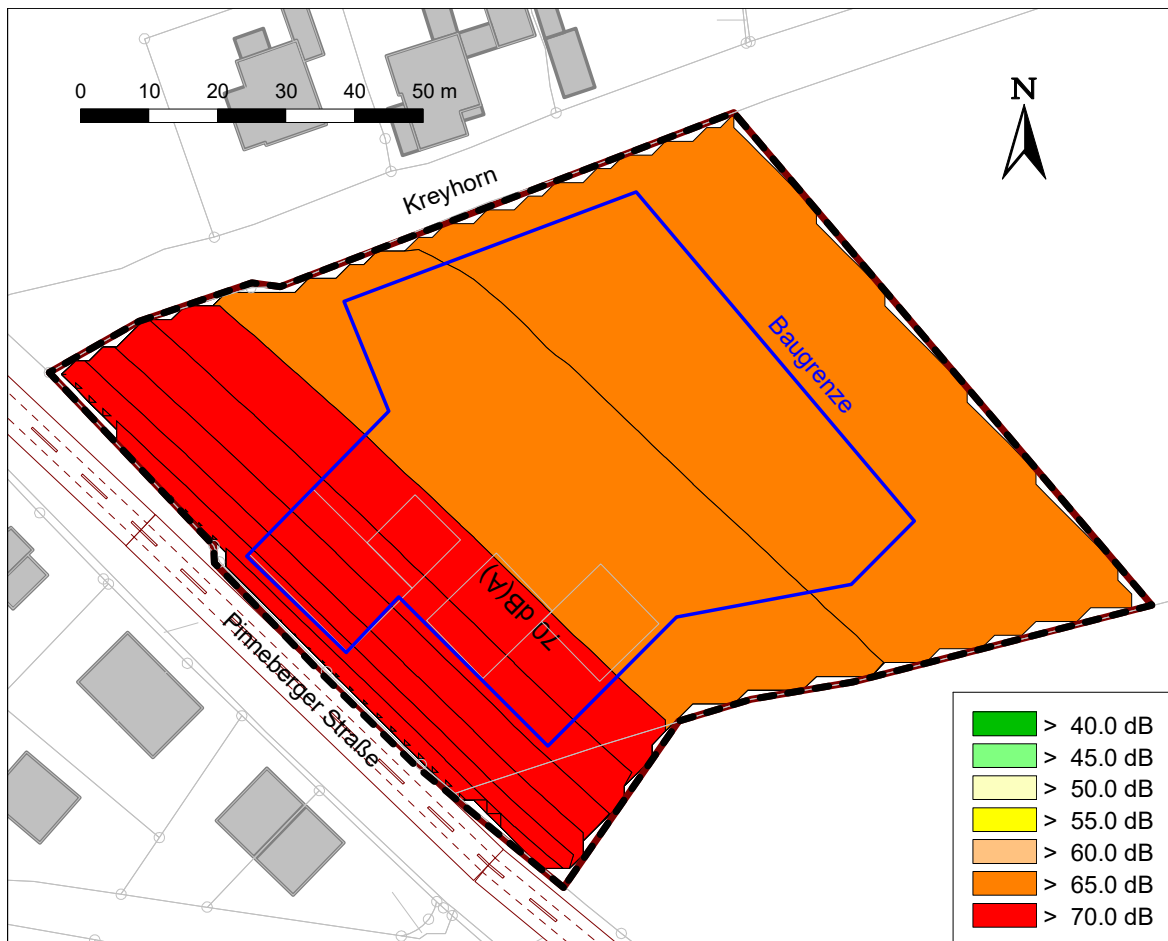 0 10 20 30 40 50 m
N
Kreyhorn
Baugrenze
70 dB(A)
Pinneberger Straße
> 40.0 dB
> 45.0 dB
> 50.0 dB
> 55.0 dB
> 60.0 dB
> 65.0 dB
> 70.0 dB